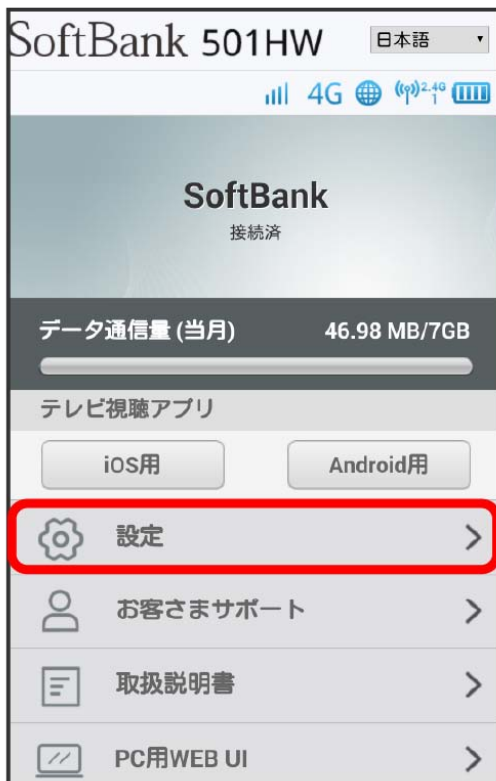 SoftBank 501HW 日本語
4G 2.4G 1
SoftBank
接続済
データ通信量 (当月) 46.98 MB/7GB
テレビ視聴アプリ
iOS用 Android用
設定
お客さまサポート
取扱説明書
PC用WEB UI